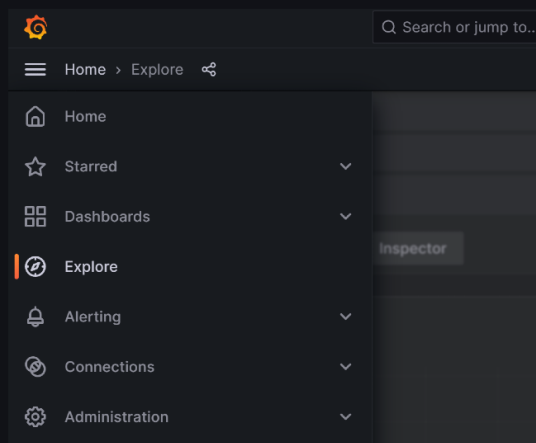 Search or jump to...
Home › Explore
Home
Starred
Dashboards
Inspector
Explore
Alerting
Connections
Administration